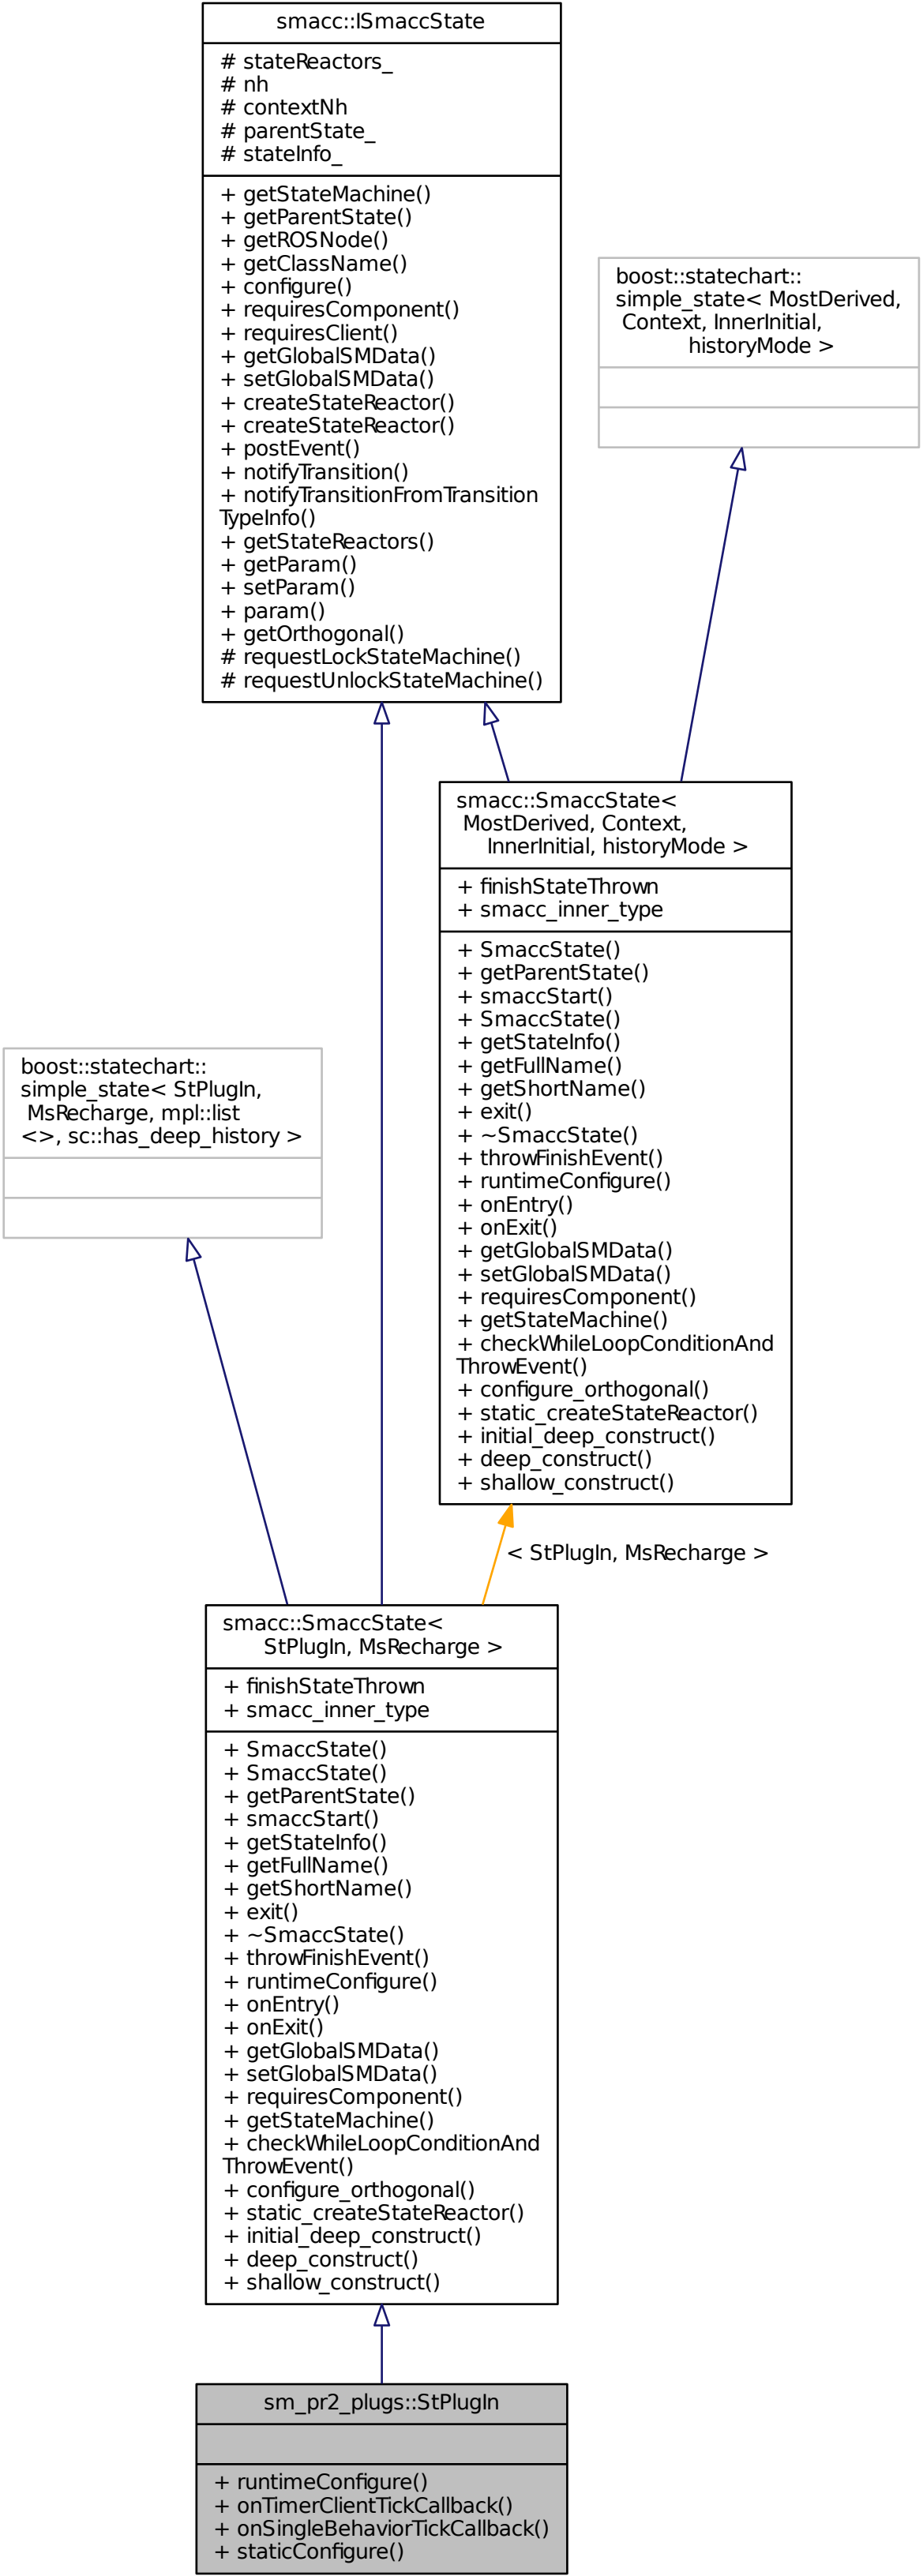 smacc::ISmaccState
# stateReactors_
# nh
# contextNh
# parentState_
# stateInfo_
+ getStateMachine()
+ getParentState()
+ getROSNode()
+ getClassName()
+ configure()
+ requiresComponent()
+ requiresClient()
+ getGlobalSMData()
+ setGlobalSMData()
+ createStateReactor()
+ createStateReactor()
+ postEvent()
+ notifyTransition()
+ notifyTransitionFromTransition
TypeInfo()
+ getStateReactors()
+ getParam()
+ setParam()
+ param()
+ getOrthogonal()
# requestLockStateMachine()
# requestUnlockStateMachine()
boost::statechart::
simple_state< MostDerived,
Context, InnerInitial,
historyMode >
smacc::SmaccState<
MostDerived, Context,
InnerInitial, historyMode >
+ finishStateThrown
+ smacc_inner_type
+ SmaccState()
+ getParentState()
+ smaccStart()
+ SmaccState()
+ getStateInfo()
+ getFullName()
+ getShortName()
+ exit()
+ ~SmaccState()
+ throwFinishEvent()
+ runtimeConfigure()
+ onEntry()
+ onExit()
+ getGlobalSMData()
+ setGlobalSMData()
+ requiresComponent()
+ getStateMachine()
+ checkWhileLoopConditionAnd
ThrowEvent()
+ configure_orthogonal()
+ static_createStateReactor()
+ initial_deep_construct()
+ deep_construct()
+ shallow_construct()
boost::statechart::
simple_state< StPlugIn,
MsRecharge, mpl::list
<>, sc::has_deep_history >
< StPlugIn, MsRecharge >
smacc::SmaccState<
StPlugIn, MsRecharge >
+ finishStateThrown
+ smacc_inner_type
+ SmaccState()
+ SmaccState()
+ getParentState()
+ smaccStart()
+ getStateInfo()
+ getFullName()
+ getShortName()
+ exit()
+ ~SmaccState()
+ throwFinishEvent()
+ runtimeConfigure()
+ onEntry()
+ onExit()
+ getGlobalSMData()
+ setGlobalSMData()
+ requiresComponent()
+ getStateMachine()
+ checkWhileLoopConditionAnd
ThrowEvent()
+ configure_orthogonal()
+ static_createStateReactor()
+ initial_deep_construct()
+ deep_construct()
+ shallow_construct()
sm_pr2_plugs::StPlugIn
+ runtimeConfigure()
+ onTimerClientTickCallback()
+ onSingleBehaviorTickCallback()
+ staticConfigure()